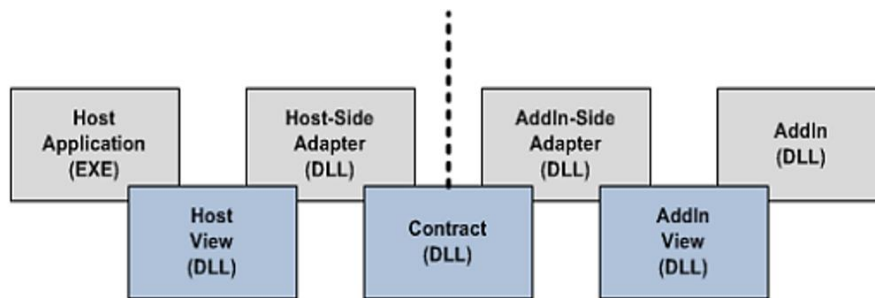 Host
Application
(EXE)
Host-Side
Adapter
(DLL)
AddIn-Side
Adapter
(DLL)
AddIn
(DLL)
Host
View
(DLL)
Contract
(DLL)
AddIn
View
(DLL)